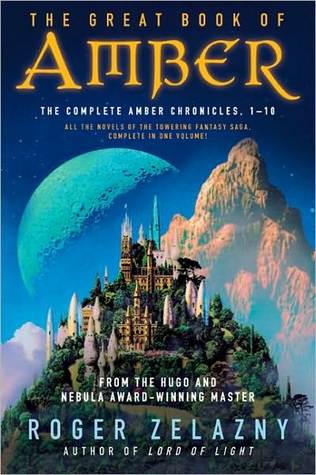 THE GREAT BOOK OF
AMBER
THE COMPLETE AMBER CHRONICLES, 1–10
ALL THE NOVELS OF THE TOWERING FANTASY SAGA,
COMPLETE IN ONE VOLUME!
FROM THE HUGO AND
NEBULA AWARD-WINNING MASTER
ROGER ZELAZNY
AUTHOR OF LORD OF LIGHT